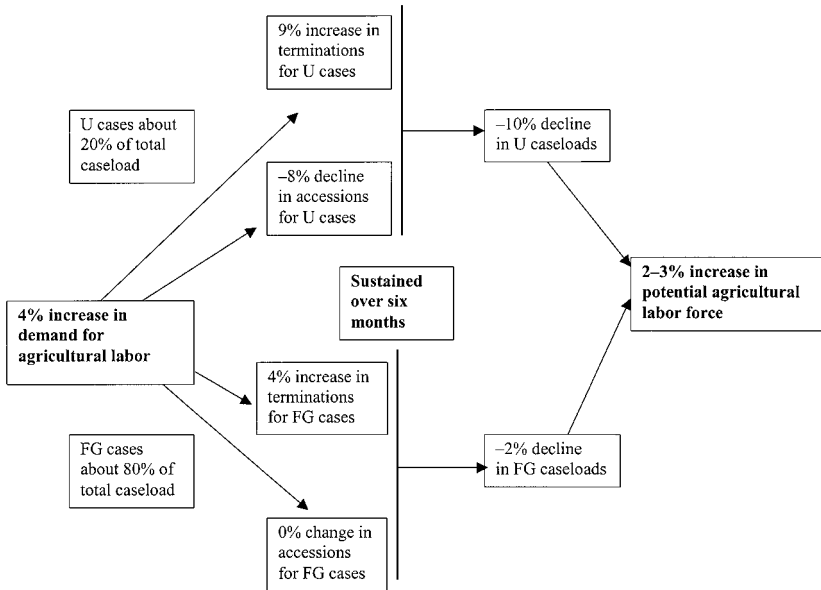 9% increase in
terminations
for U cases
U cases about
20% of total
caseload
–10% decline
in U caseloads
–8% decline
in accessions
for U cases
2–3% increase in
potential agricultural
labor force
Sustained
over six
months
4% increase in
demand for
agricultural labor
4% increase in
terminations
for FG cases
FG cases
about 80% of
total caseload
–2% decline
in FG caseloads
0% change in
accessions
for FG cases